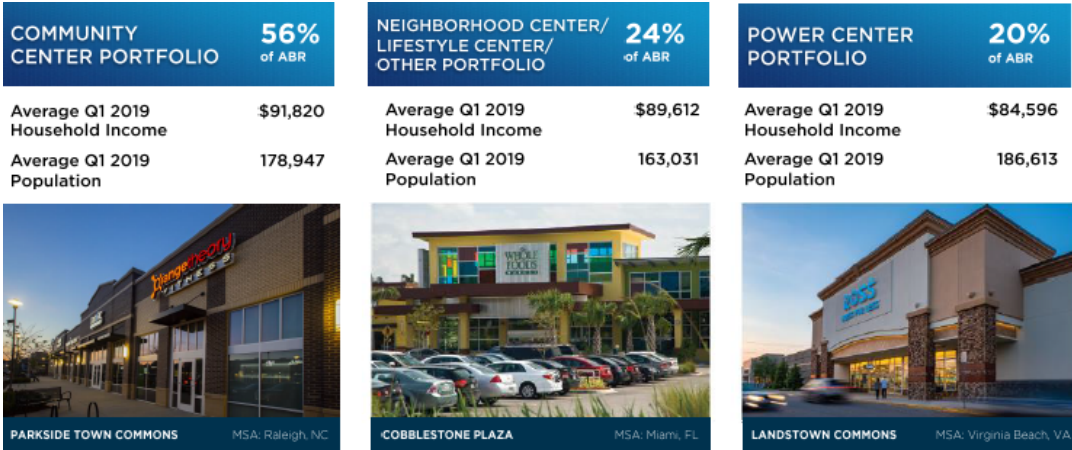 COMMUNITY
CENTER PORTFOLIO
56%
of ABR
Average Q1 2019
Household Income
$91,820
Average Q1 2019
Population
178,947
orangetheory
FITNESS
PARKSIDE TOWN COMMONS
MSA: Raleigh, NC
NEIGHBORHOOD CENTER/
LIFESTYLE CENTER/
OTHER PORTFOLIO
24%
of ABR
Average Q1 2019
Household Income
$89,612
Average Q1 2019
Population
163,031
WHOLE
FOODS
MARKET
COBBLESTONE PLAZA
MSA: Miami, FL
POWER CENTER
PORTFOLIO
20%
of ABR
Average Q1 2019
Household Income
$84,596
Average Q1 2019
Population
186,613
ROSS
DRESS FOR LESS
LANDSTOWN COMMONS
MSA: Virginia Beach, VA